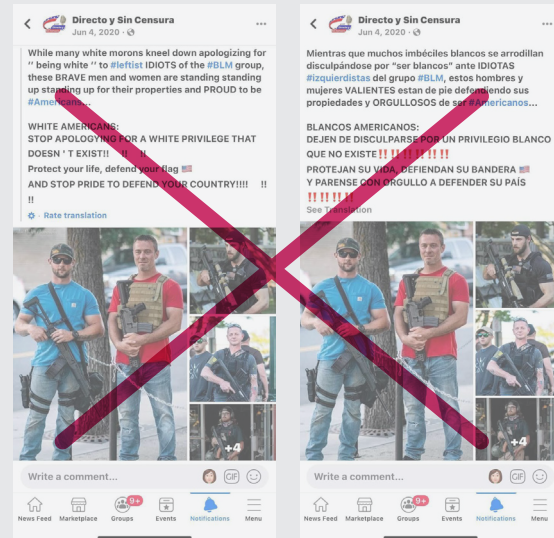 Directo y Sin Censura
Jun 4, 2020 ·
While many white morons kneel down apologizing for
'' being white '' to #leftist IDIOTS of the #BLM group,
these BRAVE men and women are standing standing
up standing up for their properties and PROUD to be
#Americans...
WHITE AMERICANS:
STOP APOLOGYING FOR A WHITE PRIVILEGE THAT
DOESN ' T EXIST!! !! !!
Protect your life, defend your flag 🇺🇸
AND STOP PRIDE TO DEFEND YOUR COUNTRY!!!! !!
!!
· Rate translation
+4
Write a comment...
GIF
9+
News Feed Marketplace Groups Events Notifications Menu
Directo y Sin Censura
Jun 4, 2020 ·
Mientras que muchos imbéciles blancos se arrodillan
disculpándose por “ser blancos” ante IDIOTAS
#izquierdistas del grupo #BLM, estos hombres y
mujeres VALIENTES estan de pie defendiendo sus
propiedades y ORGULLOSOS de ser #Americanos...
BLANCOS AMERICANOS:
DEJEN DE DISCULPARSE POR UN PRIVILEGIO BLANCO
QUE NO EXISTE‼️‼️‼️‼️‼️
PROTEJAN SU VIDA, DEFIENDAN SU BANDERA 🇺🇸
Y PARENSE CON ORGULLO A DEFENDER SU PAÍS
‼️‼️‼️‼️
See Translation
+4
Write a comment...
GIF
9+
News Feed Marketplace Groups Events Notifications Menu